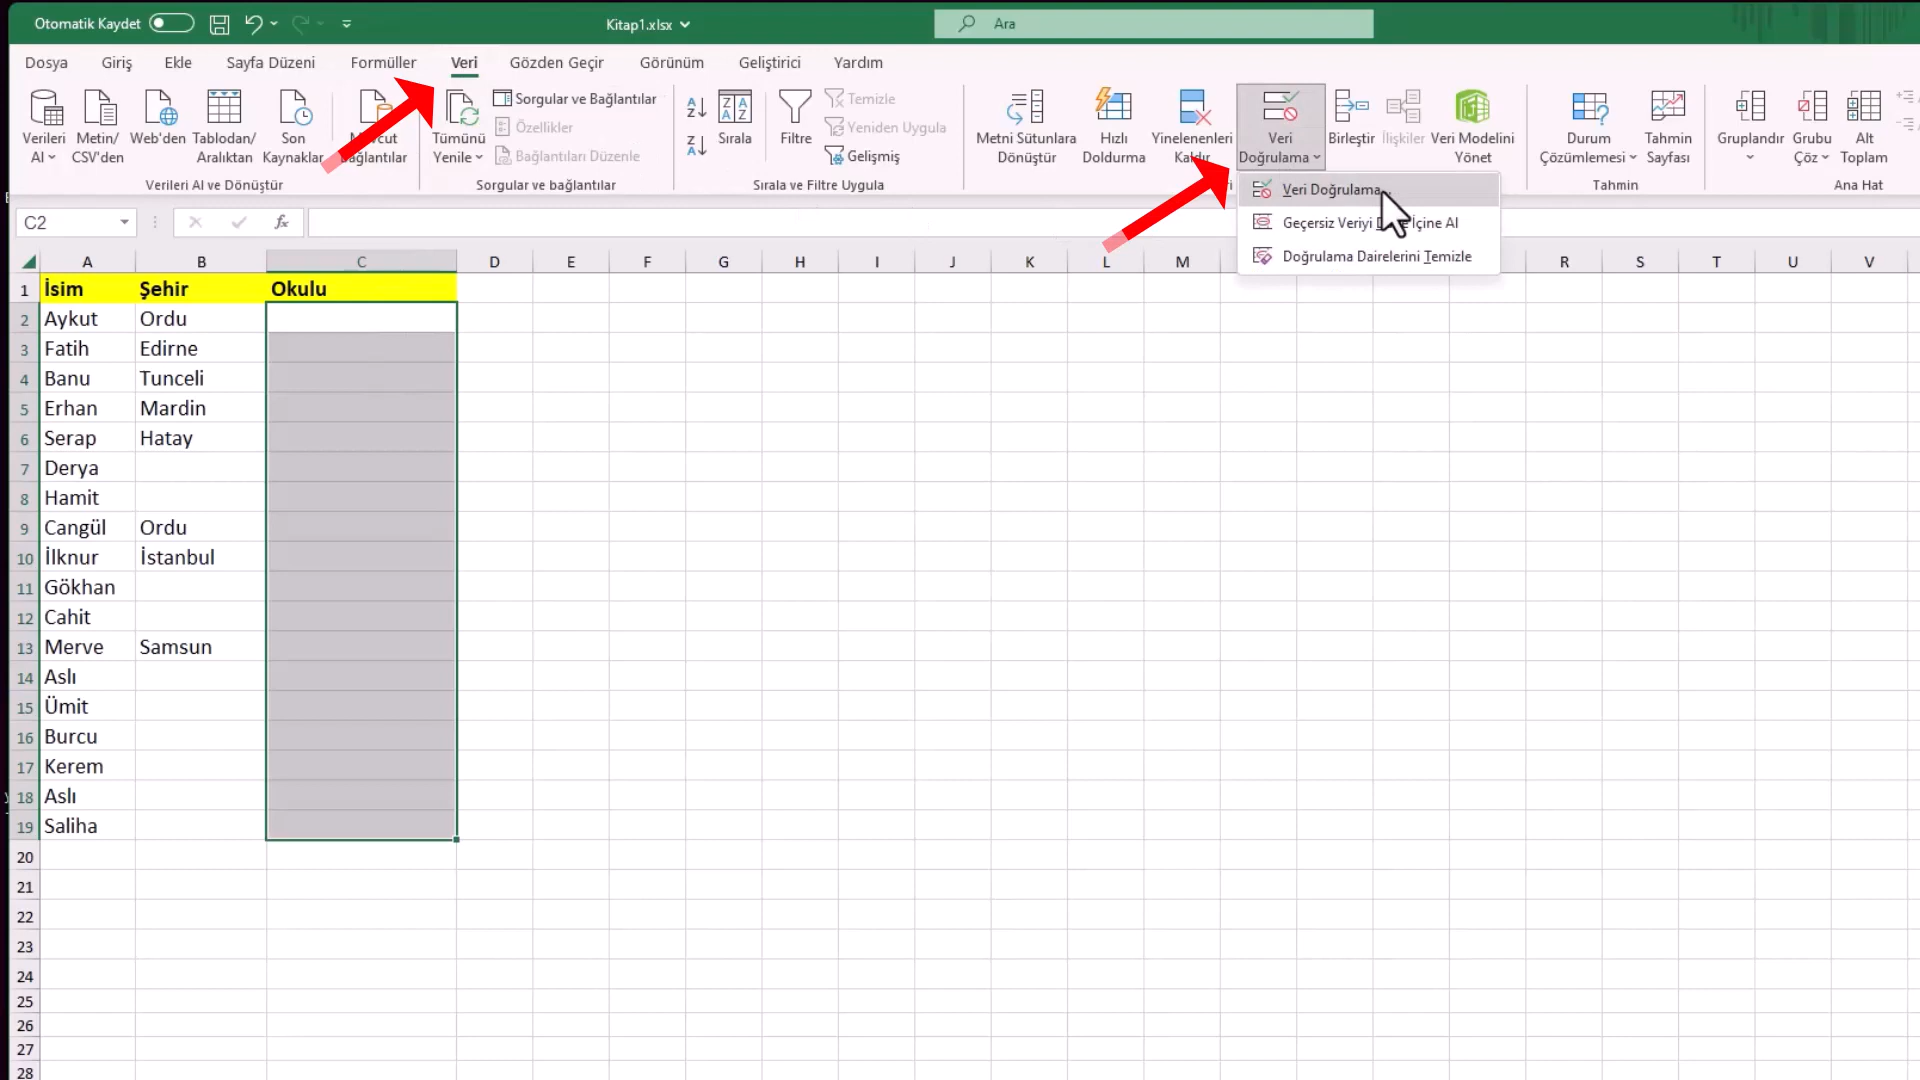 Otomatik Kaydet
Kitap1.xlsx
Ara
Dosya Giriş Ekle Sayfa Düzeni Formüller Veri Gözden Geçir Görünüm Geliştirici Yardım
Verileri Al
Metin/ CSV'den
Web'den
Tablodan/ Aralıktan
Son Kaynaklar
Bağlantılar
Tümünü Yenile
Sorgular ve Bağlantılar
Özellikler
Bağlantıları Düzenle
Sırala
Filtre
Temizle
Yeniden Uygula
Gelişmiş
Metni Sütunlara Dönüştür
Hızlı Doldurma
Yinelenenleri
Veri Doğrulama
Birleştir
İlişkiler
Veri Modelini Yönet
Durum Çözümlemesi
Tahmin Sayfası
Gruplandır
Grubu Çöz
Alt Toplam
Verileri Al ve Dönüştür
Sorgular ve bağlantılar
Sırala ve Filtre Uygula
Tahmin
Ana Hat
Veri Doğrulama...
Geçersiz Veriyi İçine Al
Doğrulama Dairelerini Temizle
C2
fx
A B C D E F G H I J K L M R S T U V
1 İsim Şehir Okulu
2 Aykut Ordu
3 Fatih Edirne
4 Banu Tunceli
5 Erhan Mardin
6 Serap Hatay
7 Derya
8 Hamit
9 Cangül Ordu
10 İlknur İstanbul
11 Gökhan
12 Cahit
13 Merve Samsun
14 Aslı
15 Ümit
16 Burcu
17 Kerem
18 Aslı
19 Saliha
20
21
22
23
24
25
26
27
28